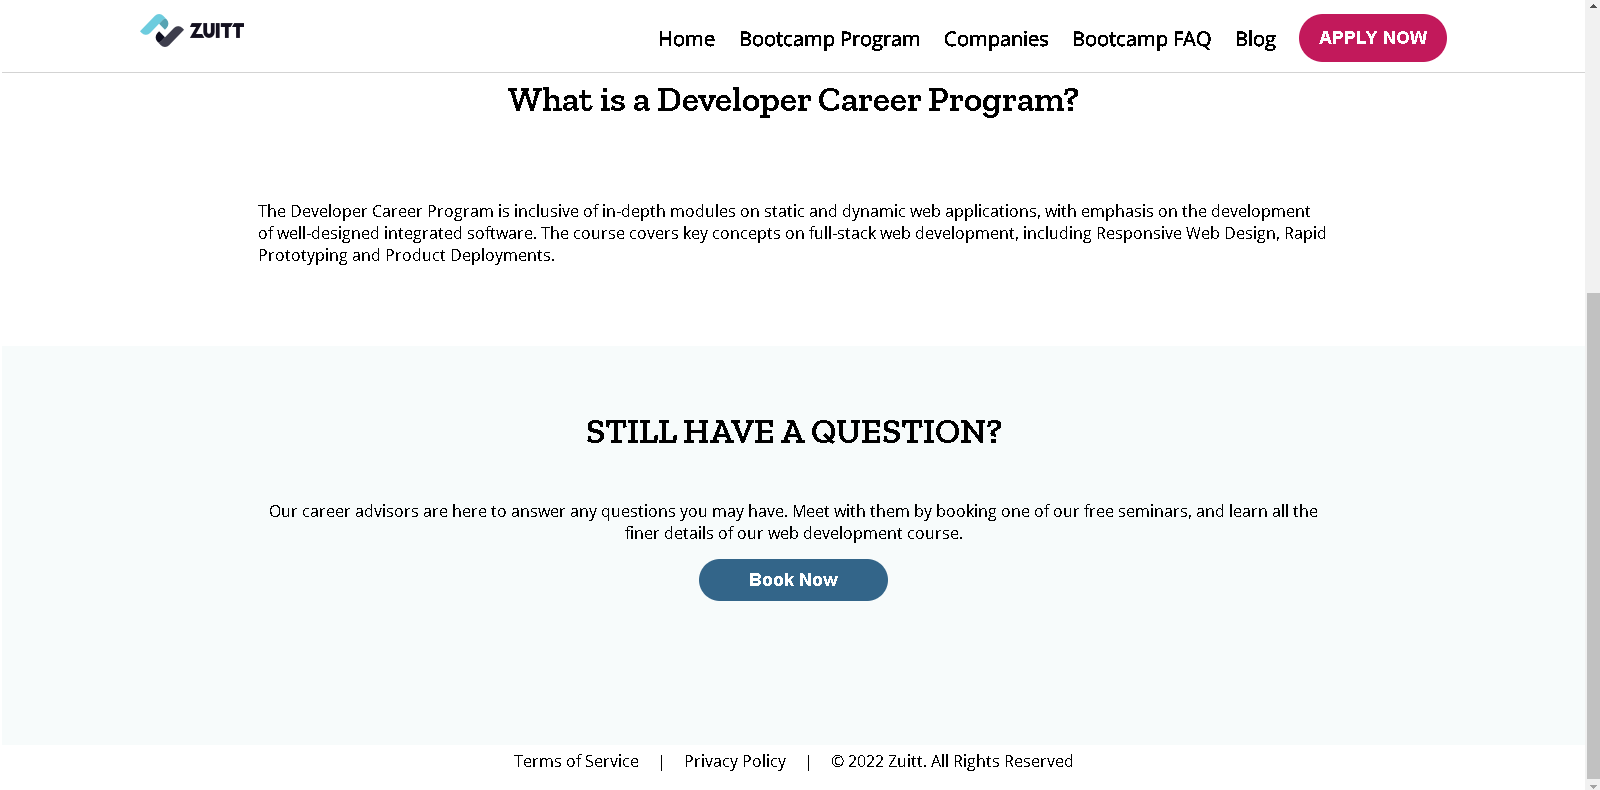 ZUITT
Home Bootcamp Program Companies Bootcamp FAQ Blog APPLY NOW
What is a Developer Career Program?
The Developer Career Program is inclusive of in-depth modules on static and dynamic web applications, with emphasis on the development
of well-designed integrated software. The course covers key concepts on full-stack web development, including Responsive Web Design, Rapid
Prototyping and Product Deployments.
STILL HAVE A QUESTION?
Our career advisors are here to answer any questions you may have. Meet with them by booking one of our free seminars, and learn all the
finer details of our web development course.
Book Now
Terms of Service | Privacy Policy | © 2022 Zuitt. All Rights Reserved